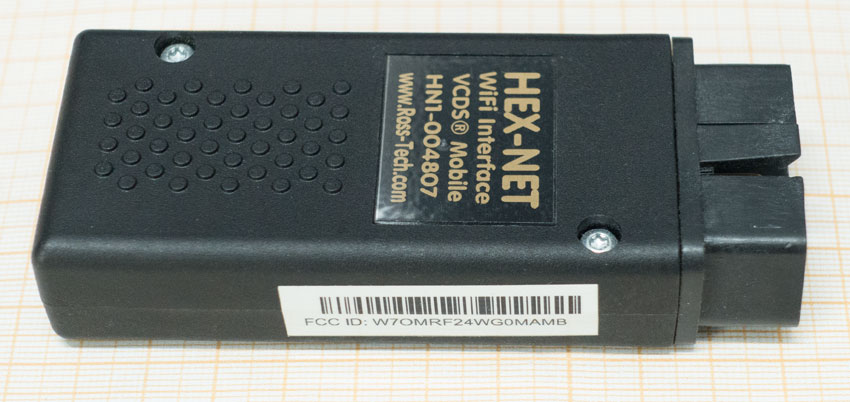 HEX-NET
WiFi Interface
VCDS® Mobile
HN1-004807
www.Ross-Tech.com
FCC ID: W7OMRF24WG0MAMB